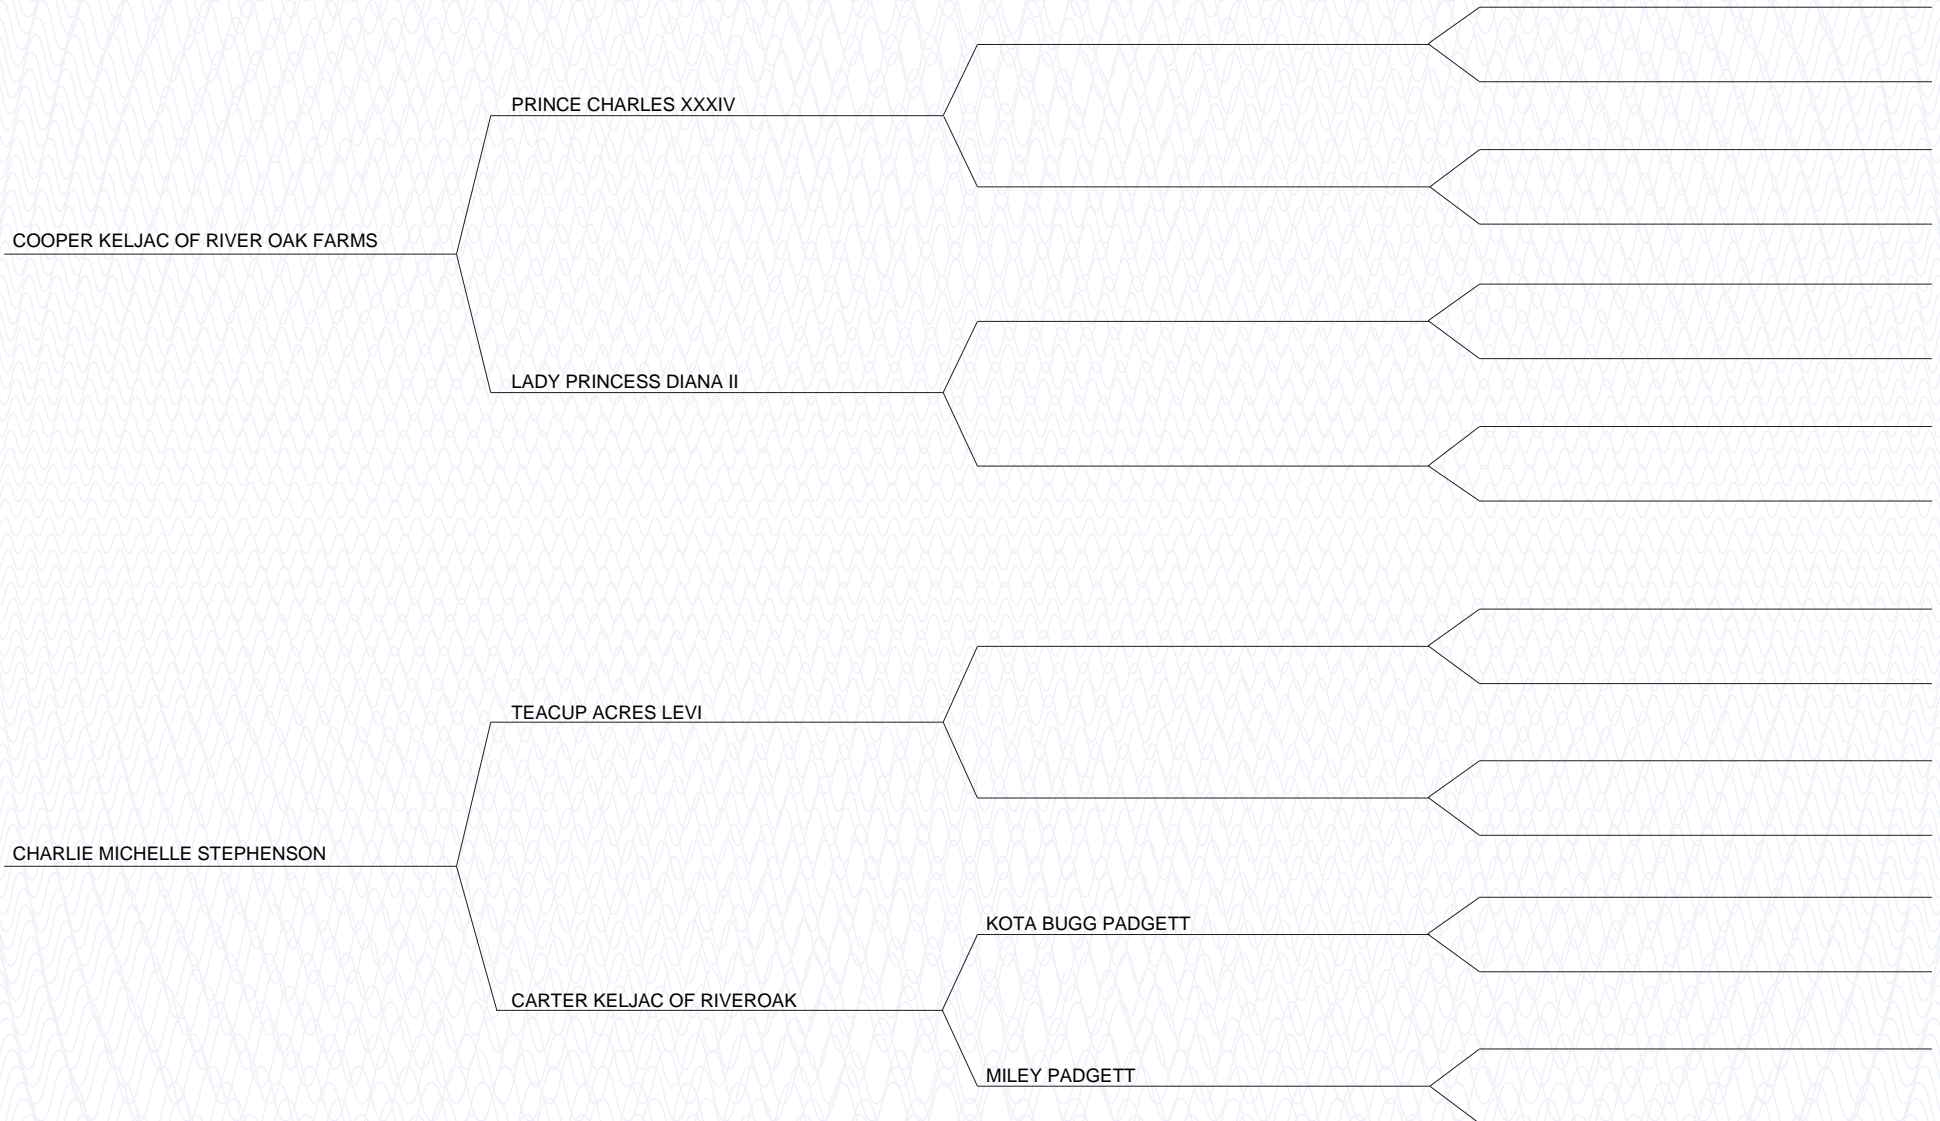 PRINCE CHARLES XXXIV
COOPER KELJAC OF RIVER OAK FARMS
LADY PRINCESS DIANA II
TEACUP ACRES LEVI
CHARLIE MICHELLE STEPHENSON
KOTA BUGG PADGETT
CARTER KELJAC OF RIVEROAK
MILEY PADGETT